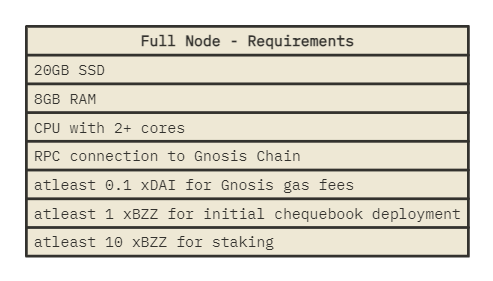 Full Node - Requirements
20GB SSD
8GB RAM
CPU with 2+ cores
RPC connection to Gnosis Chain
atleast 0.1 xDAI for Gnosis gas fees
atleast 1 xBZZ for initial chequebook deployment
atleast 10 xBZZ for staking